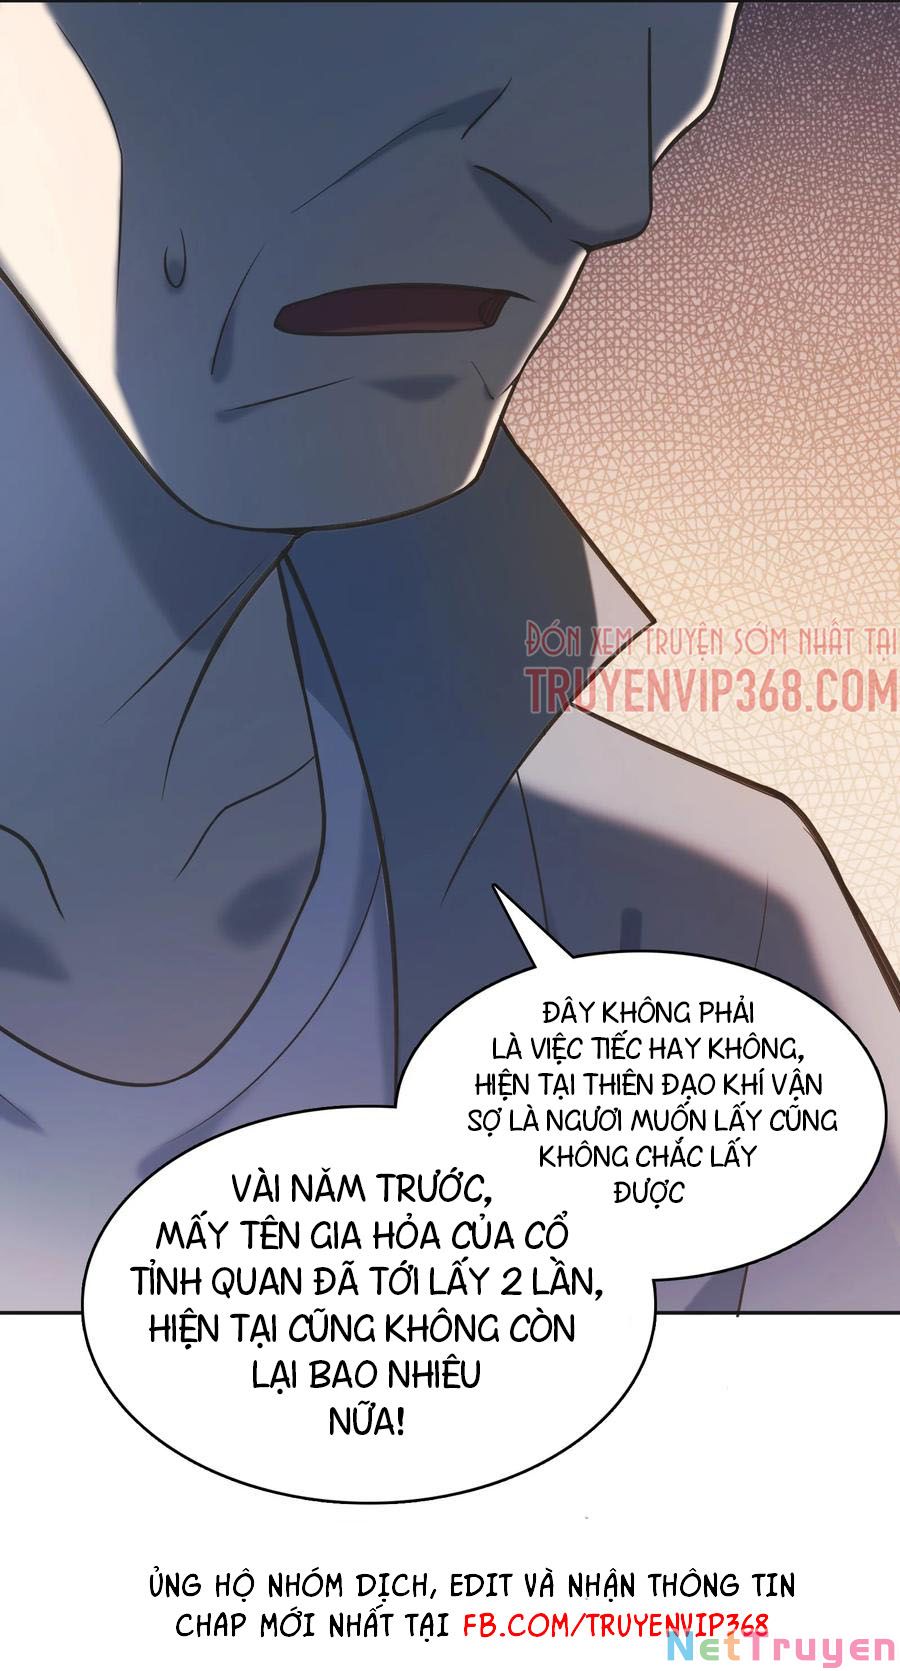 ĐÓN XEM TRUYỆN SỚM NHẤT TẠI
TRUYENVIP368.COM
ĐÂY KHÔNG PHẢI
LÀ VIỆC TIẾC HAY KHÔNG,
HIỆN TẠI THIÊN ĐẠO KHÍ VẬN
SỢ LÀ NGƯƠI MUỐN LẤY CŨNG
KHÔNG CHẮC LẤY
ĐƯỢC
VÀI NĂM TRƯỚC,
MẤY TÊN GIA HỎA CỦA CỔ
TỈNH QUAN ĐÃ TỚI LẤY 2 LẦN,
HIỆN TẠI CŨNG KHÔNG CÒN
LẠI BAO NHIÊU
NỮA!
ỦNG HỘ NHÓM DỊCH, EDIT VÀ NHẬN THÔNG TIN
CHAP MỚI NHẤT TẠI FB.COM/TRUYENVIP368
NetTruyen